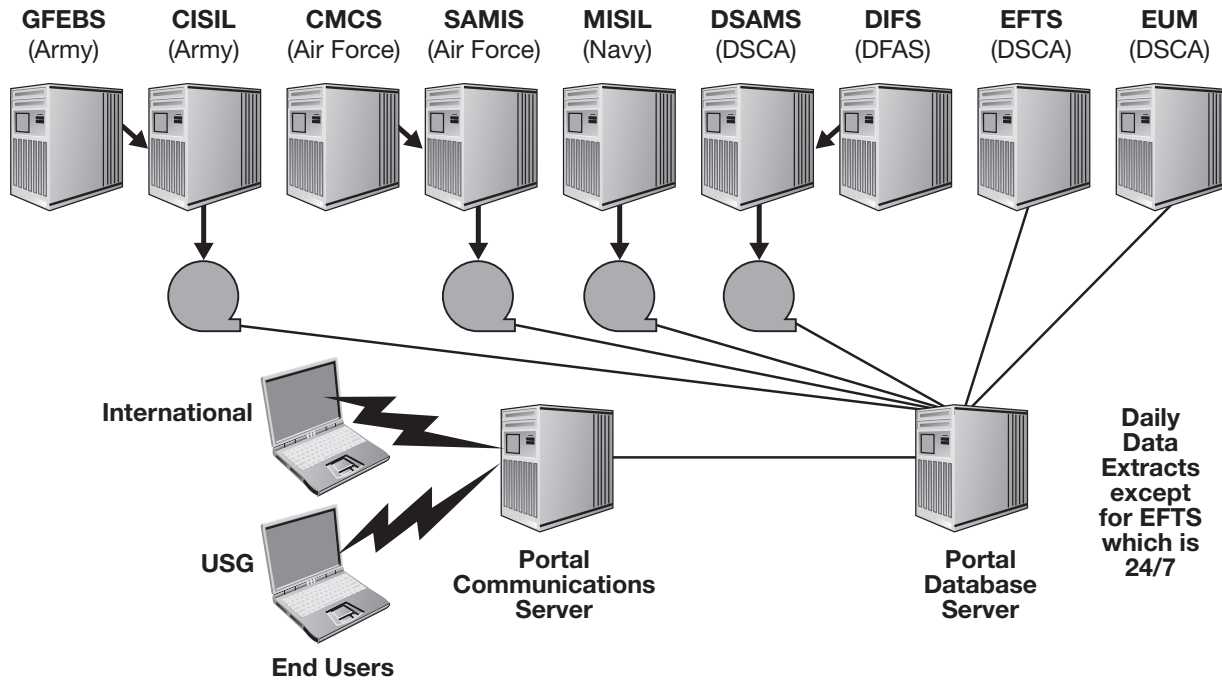 GFEBS
(Army)
CISIL
(Army)
CMCS
(Air Force)
SAMIS
(Air Force)
MISIL
(Navy)
DSAMS
(DSCA)
DIFS
(DFAS)
EFTS
(DSCA)
EUM
(DSCA)
International
USG
End Users
Portal
Communications
Server
Portal
Database
Server
Daily
Data
Extracts
except
for EFTS
which is
24/7